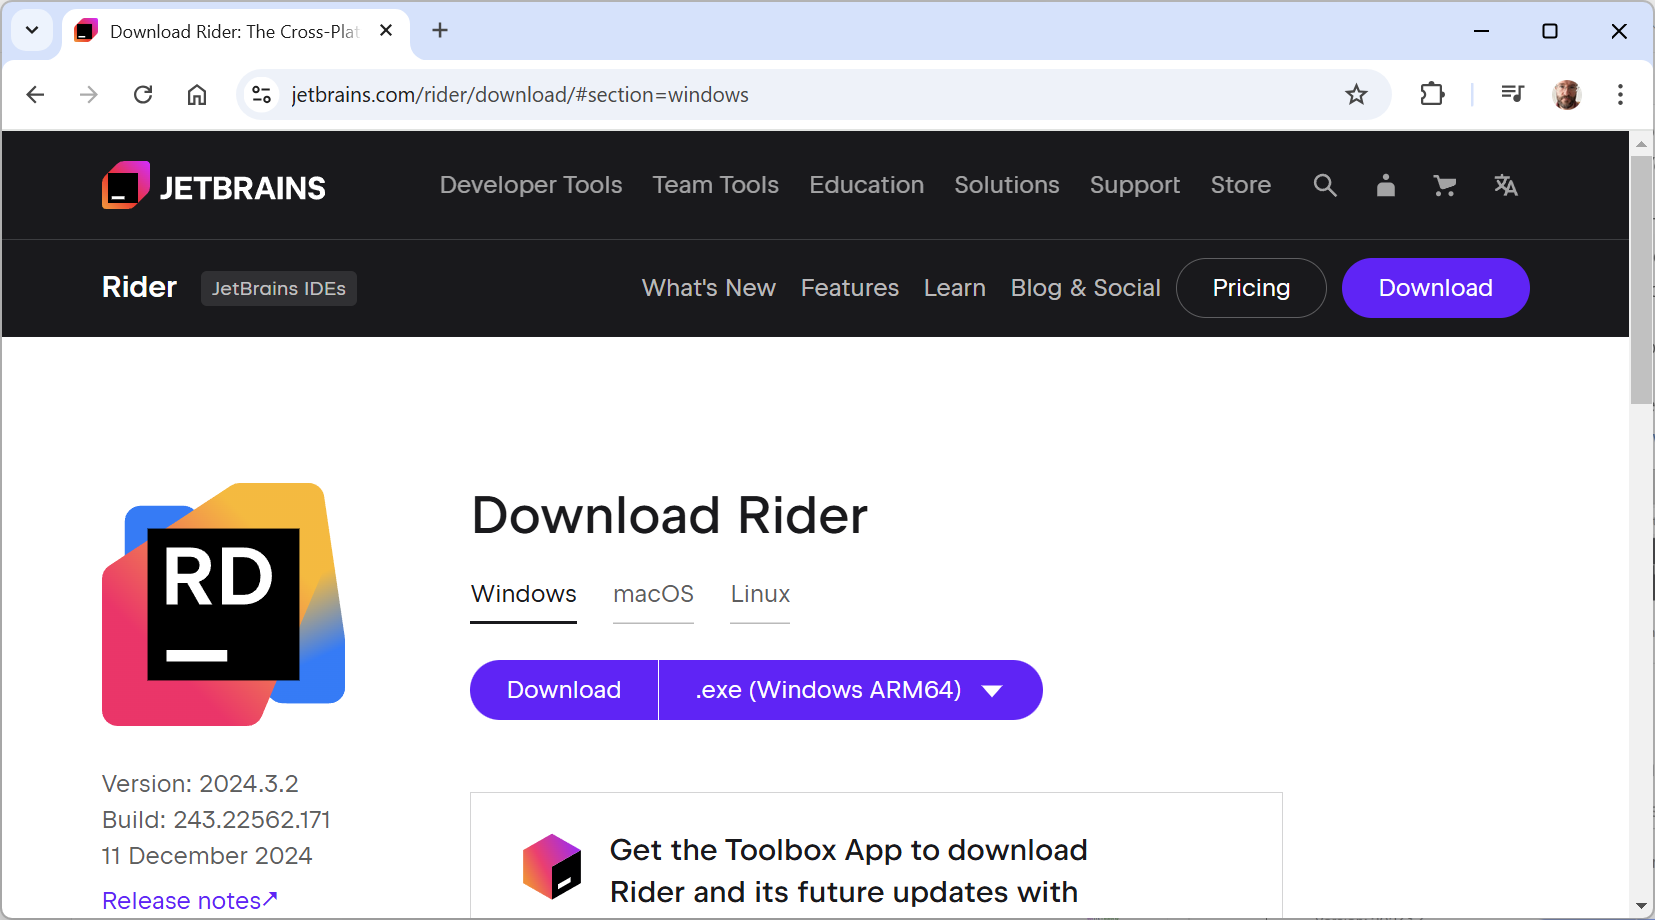 Download Rider: The Cross-Plat
jetbrains.com/rider/download/#section=windows
JETBRAINS
Developer Tools Team Tools Education Solutions Support Store
Rider JetBrains IDEs What's New Features Learn Blog & Social Pricing Download
RD
Download Rider
Windows macOS Linux
Download .exe (Windows ARM64)
Version: 2024.3.2
Build: 243.22562.171
11 December 2024
Release notes↗
Get the Toolbox App to download
Rider and its future updates with